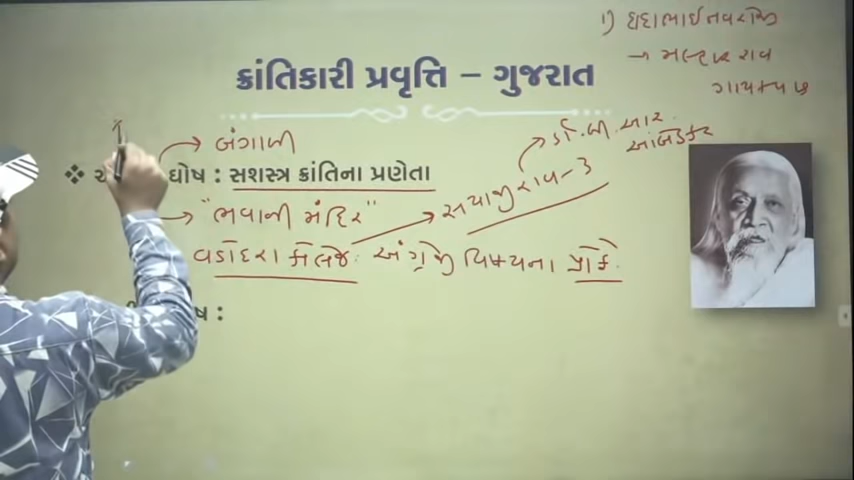 ૧) દાદાભાઈ નવરોજી
→ મલ્હાર રાવ
ગાયકવાડ
ક્રાંતિકારી પ્રવૃત્તિ – ગુજરાત
→ બંગાળી
→ ડૉ. બી. આર.
આંબેડકર
ઘોષ : સશસ્ત્ર ક્રાંતિના પ્રણેતા
→ "ભવાની મંદિર" → સયાજી રાવ-૩
વડોદરા કોલેજ. અંગ્રેજી વિષયના પ્રોફે.
ષ :